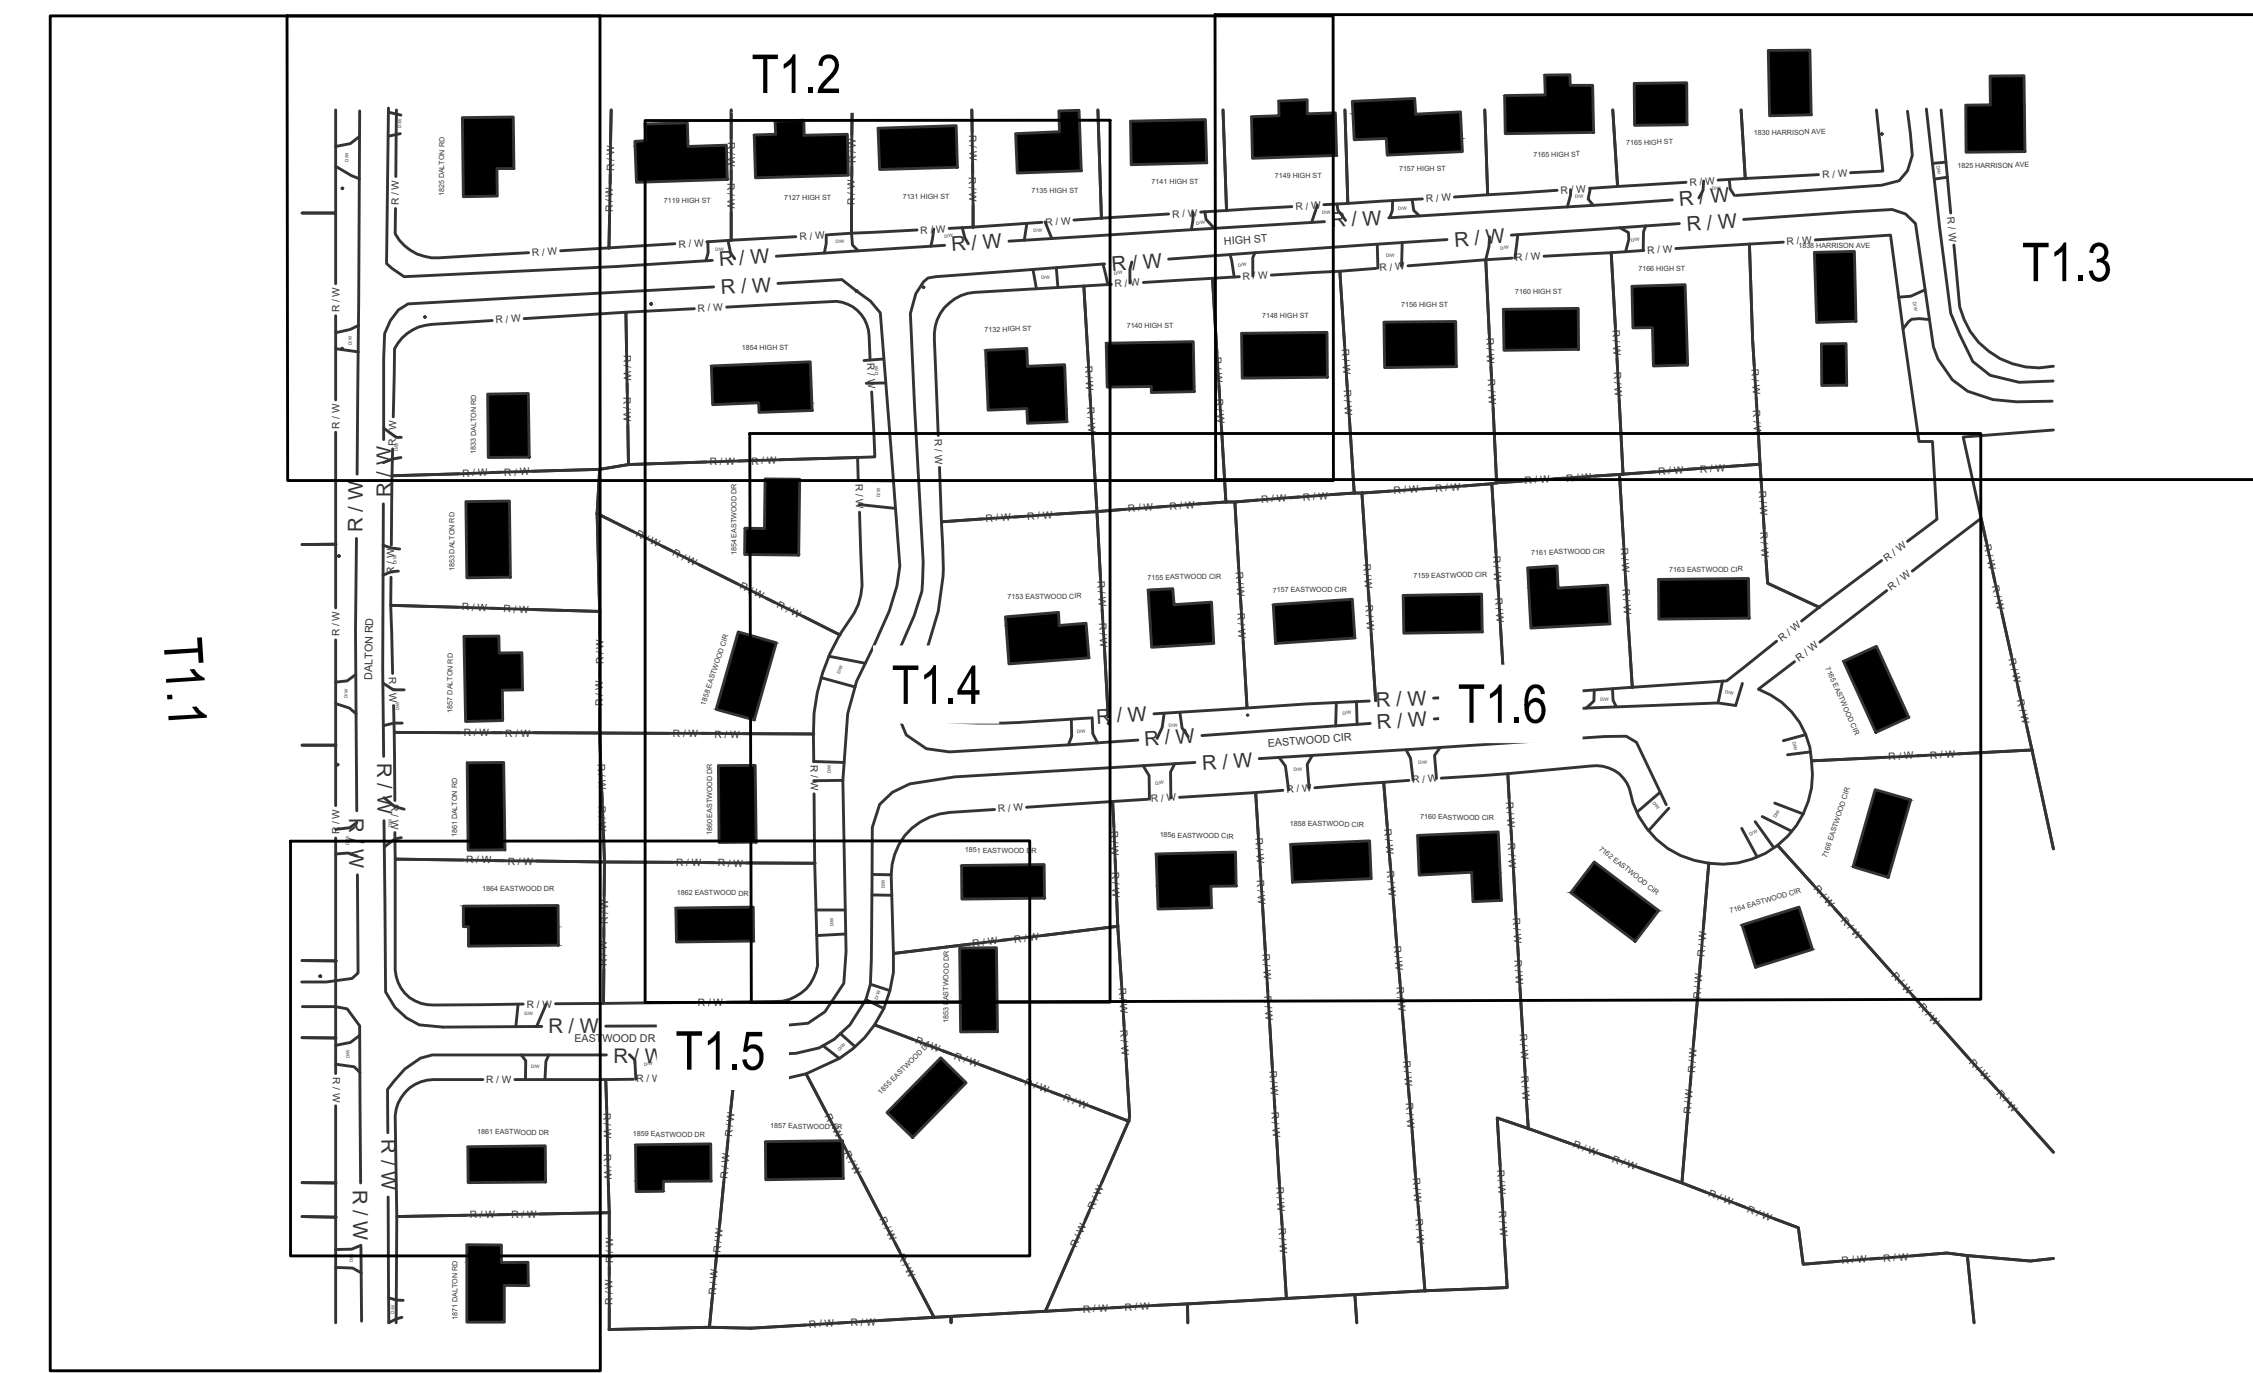 T1.2
1830 HARRISON AVE
7165 HIGH ST
7165 HIGH ST
7157 HIGH ST
1825 HARRISON AVE
1825 DALTON RD
7149 HIGH ST
7141 HIGH ST
7135 HIGH ST
7131 HIGH ST
7127 HIGH ST
7119 HIGH ST
R/W
HIGH ST
R/W
R/W
R/W
R/W
R/W
R/W
R/W
1838 HARRISON AVE
T1.3
7166 HIGH ST
7160 HIGH ST
7156 HIGH ST
7148 HIGH ST
7140 HIGH ST
7132 HIGH ST
1854 HIGH ST
1833 DALTON RD
R/W
R/W
1854 EASTWOOD DR
1853 DALTON RD
7161 EASTWOOD CIR
7163 EASTWOOD CIR
7159 EASTWOOD CIR
7155 EASTWOOD CIR
7157 EASTWOOD CIR
7153 EASTWOOD CIR
DALTON RD
T1.1
1857 DALTON RD
1858 EASTWOOD CIR
T1.4
T1.6
7165 EASTWOOD CIR
R/W
R/W
R/W
R/W
EASTWOOD CIR
R/W
R/W
R/W
1861 DALTON RD
1860 EASTWOOD DR
1856 EASTWOOD CIR
1858 EASTWOOD CIR
7160 EASTWOOD CIR
7166 EASTWOOD CIR
1851 EASTWOOD DR
7162 EASTWOOD CIR
1864 EASTWOOD DR
1862 EASTWOOD DR
7164 EASTWOOD CIR
1853 EASTWOOD DR
R/W
EASTWOOD DR
R/W
T1.5
1855 EASTWOOD DR
1861 EASTWOOD DR
1859 EASTWOOD DR
1857 EASTWOOD DR
R/W
R/W
1871 DALTON RD